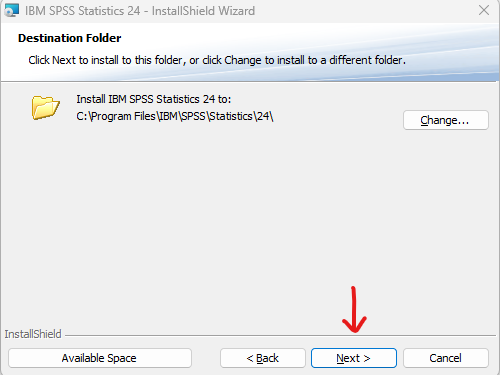 IBM SPSS Statistics 24 - InstallShield Wizard
Destination Folder
Click Next to install to this folder, or click Change to install to a different folder.
Install IBM SPSS Statistics 24 to:
C:\Program Files\IBM\SPSS\Statistics\24\
Change...
InstallShield
Available Space
< Back
Next >
Cancel